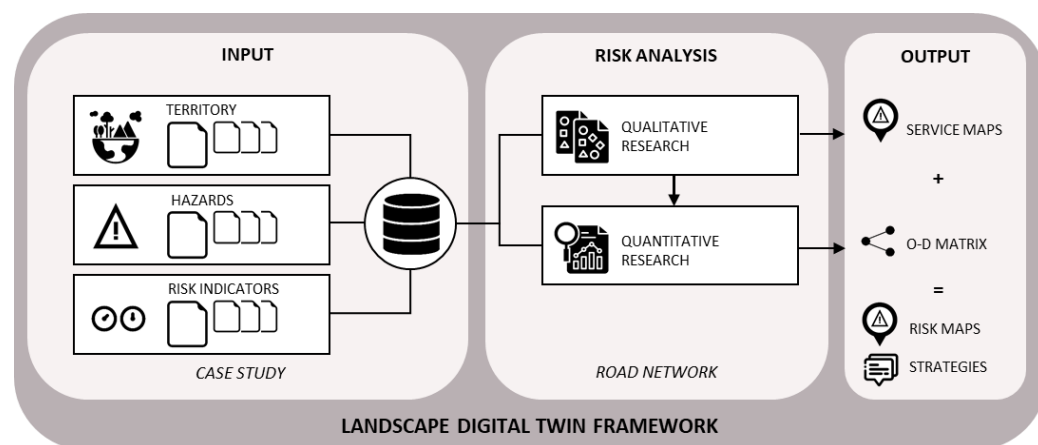 INPUT
TERRITORY
HAZARDS
RISK INDICATORS
CASE STUDY
RISK ANALYSIS
QUALITATIVE
RESEARCH
QUANTITATIVE
RESEARCH
ROAD NETWORK
OUTPUT
SERVICE MAPS
+
O-D MATRIX
=
RISK MAPS
STRATEGIES
LANDSCAPE DIGITAL TWIN FRAMEWORK